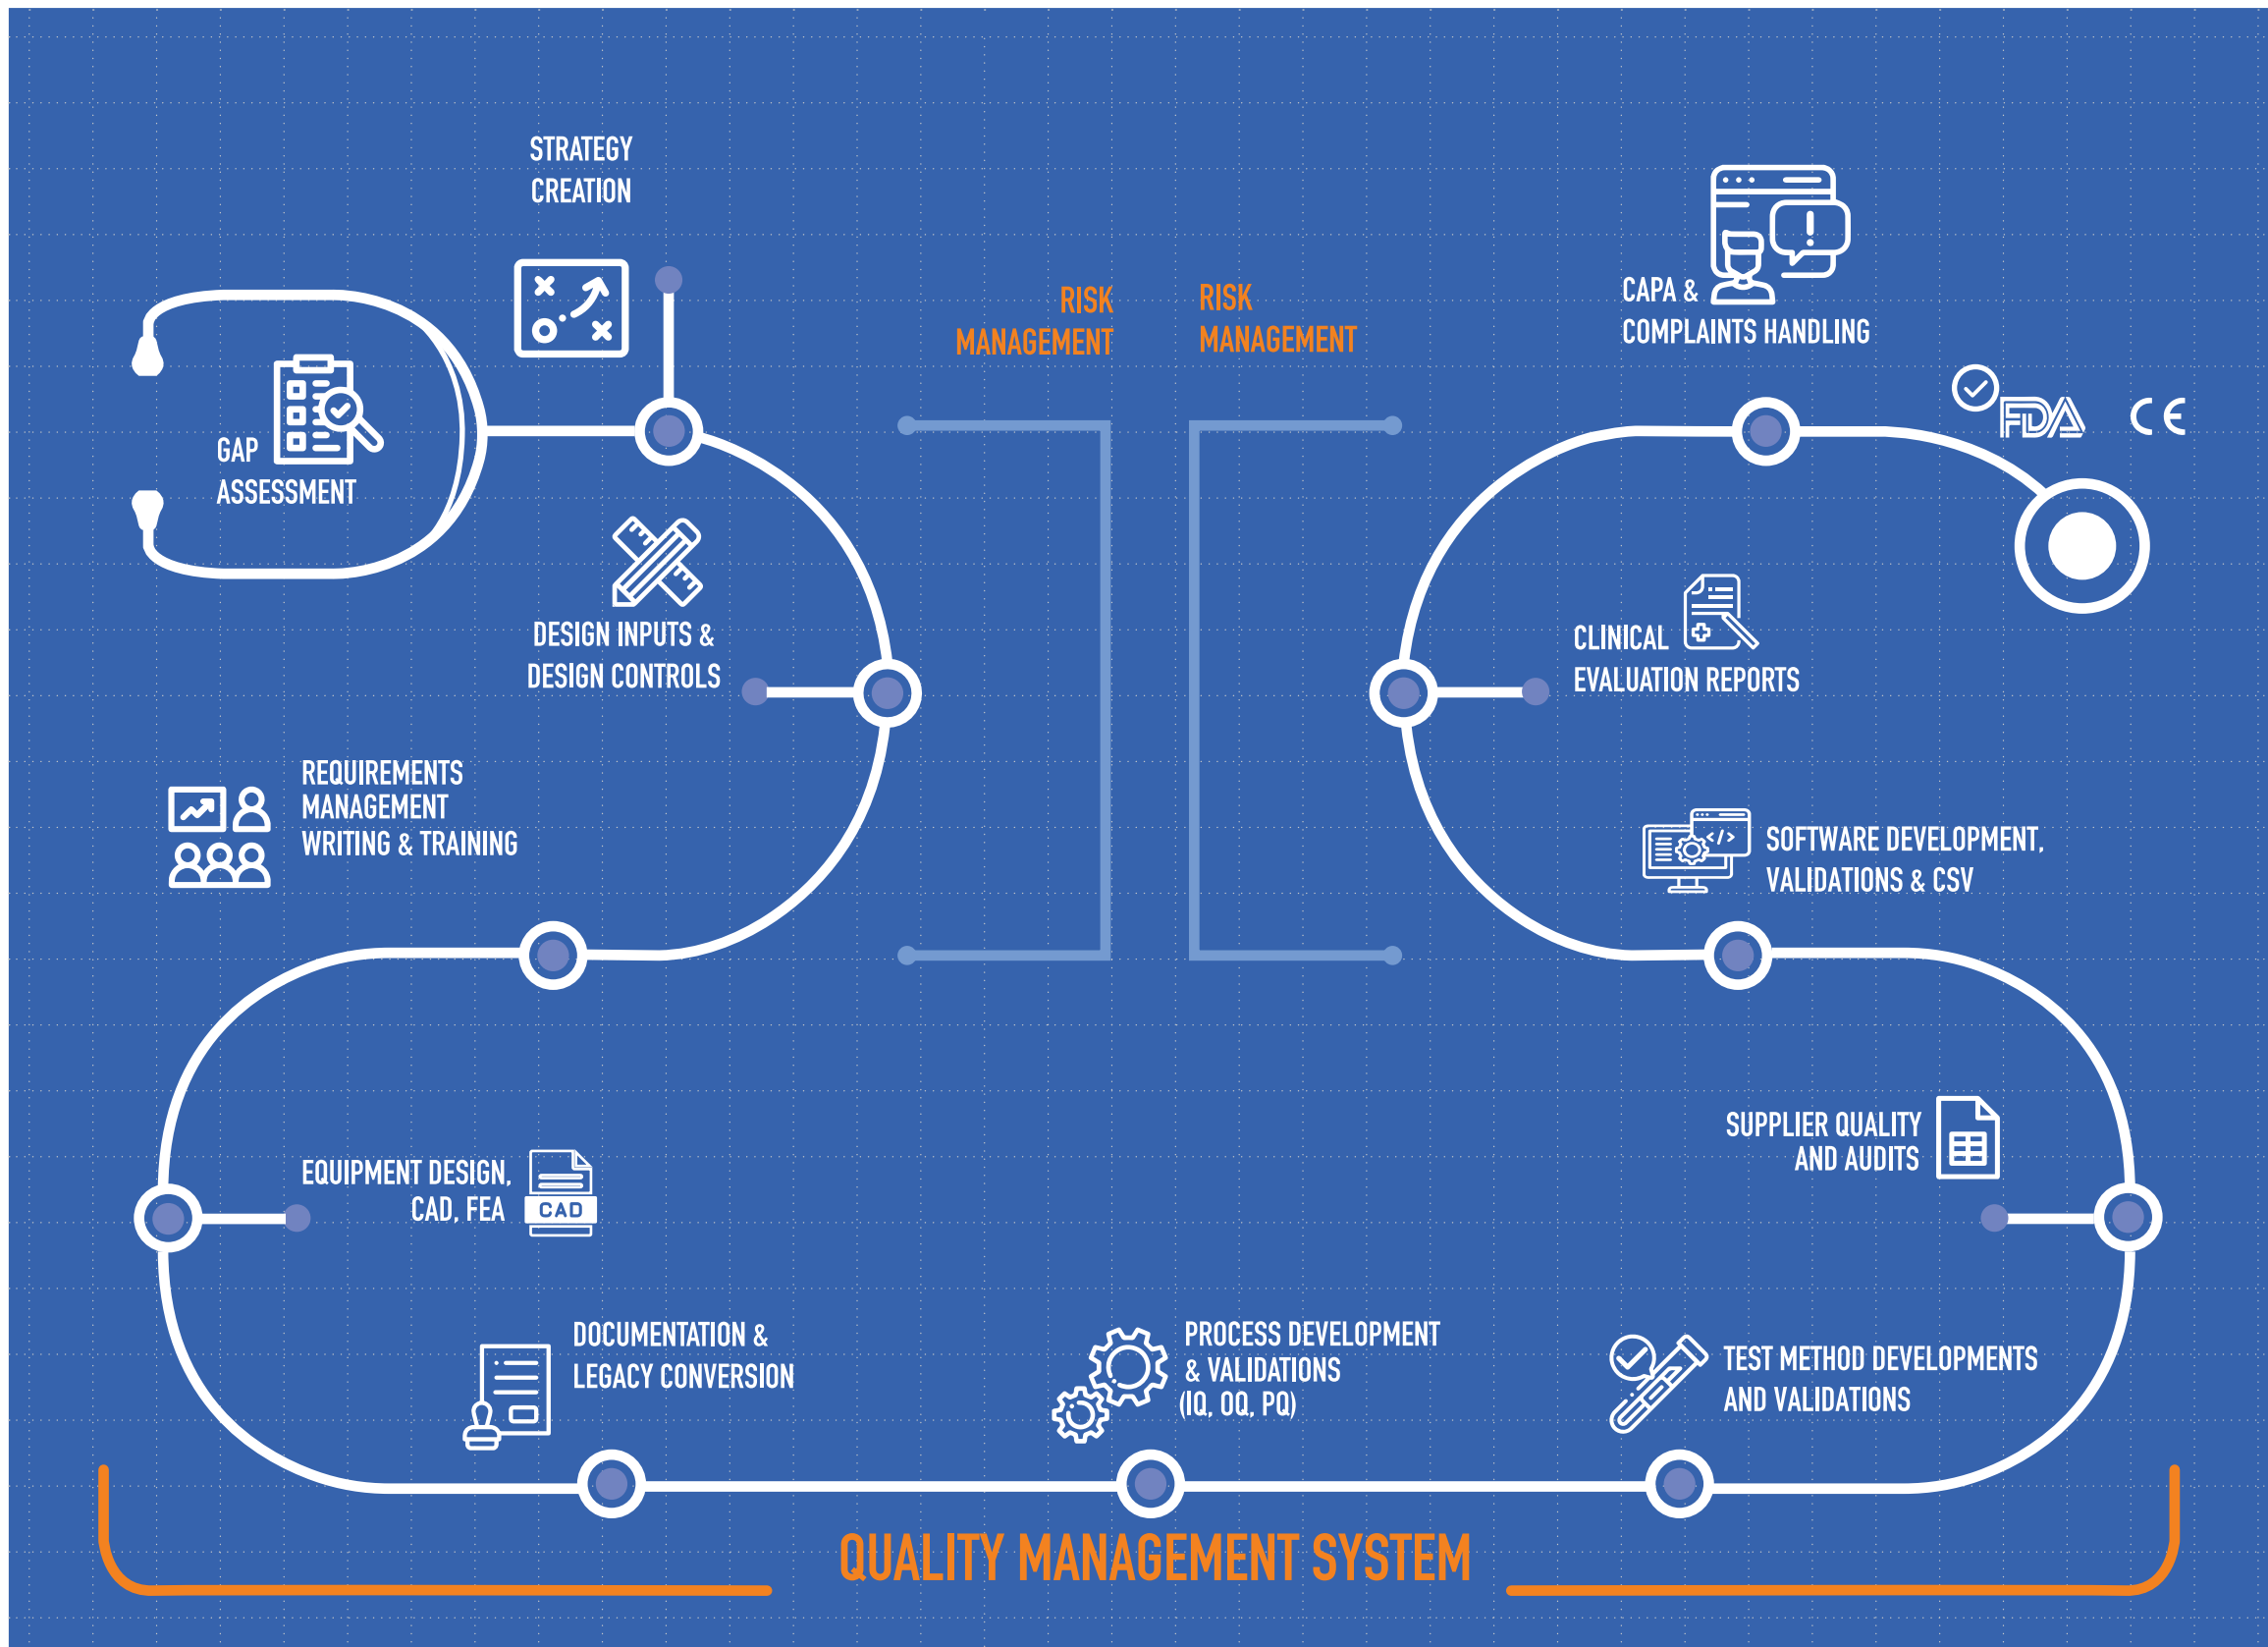 STRATEGY
CREATION
GAP
ASSESSMENT
DESIGN INPUTS &
DESIGN CONTROLS
REQUIREMENTS
MANAGEMENT
WRITING & TRAINING
EQUIPMENT DESIGN,
CAD, FEA
CAD
DOCUMENTATION &
LEGACY CONVERSION
RISK
MANAGEMENT
RISK
MANAGEMENT
PROCESS DEVELOPMENT
& VALIDATIONS
(IQ, OQ, PQ)
TEST METHOD DEVELOPMENTS
AND VALIDATIONS
SUPPLIER QUALITY
AND AUDITS
SOFTWARE DEVELOPMENT,
VALIDATIONS & CSV
</>
CLINICAL
EVALUATION REPORTS
CAPA &
COMPLAINTS HANDLING
FDA
CE
QUALITY MANAGEMENT SYSTEM